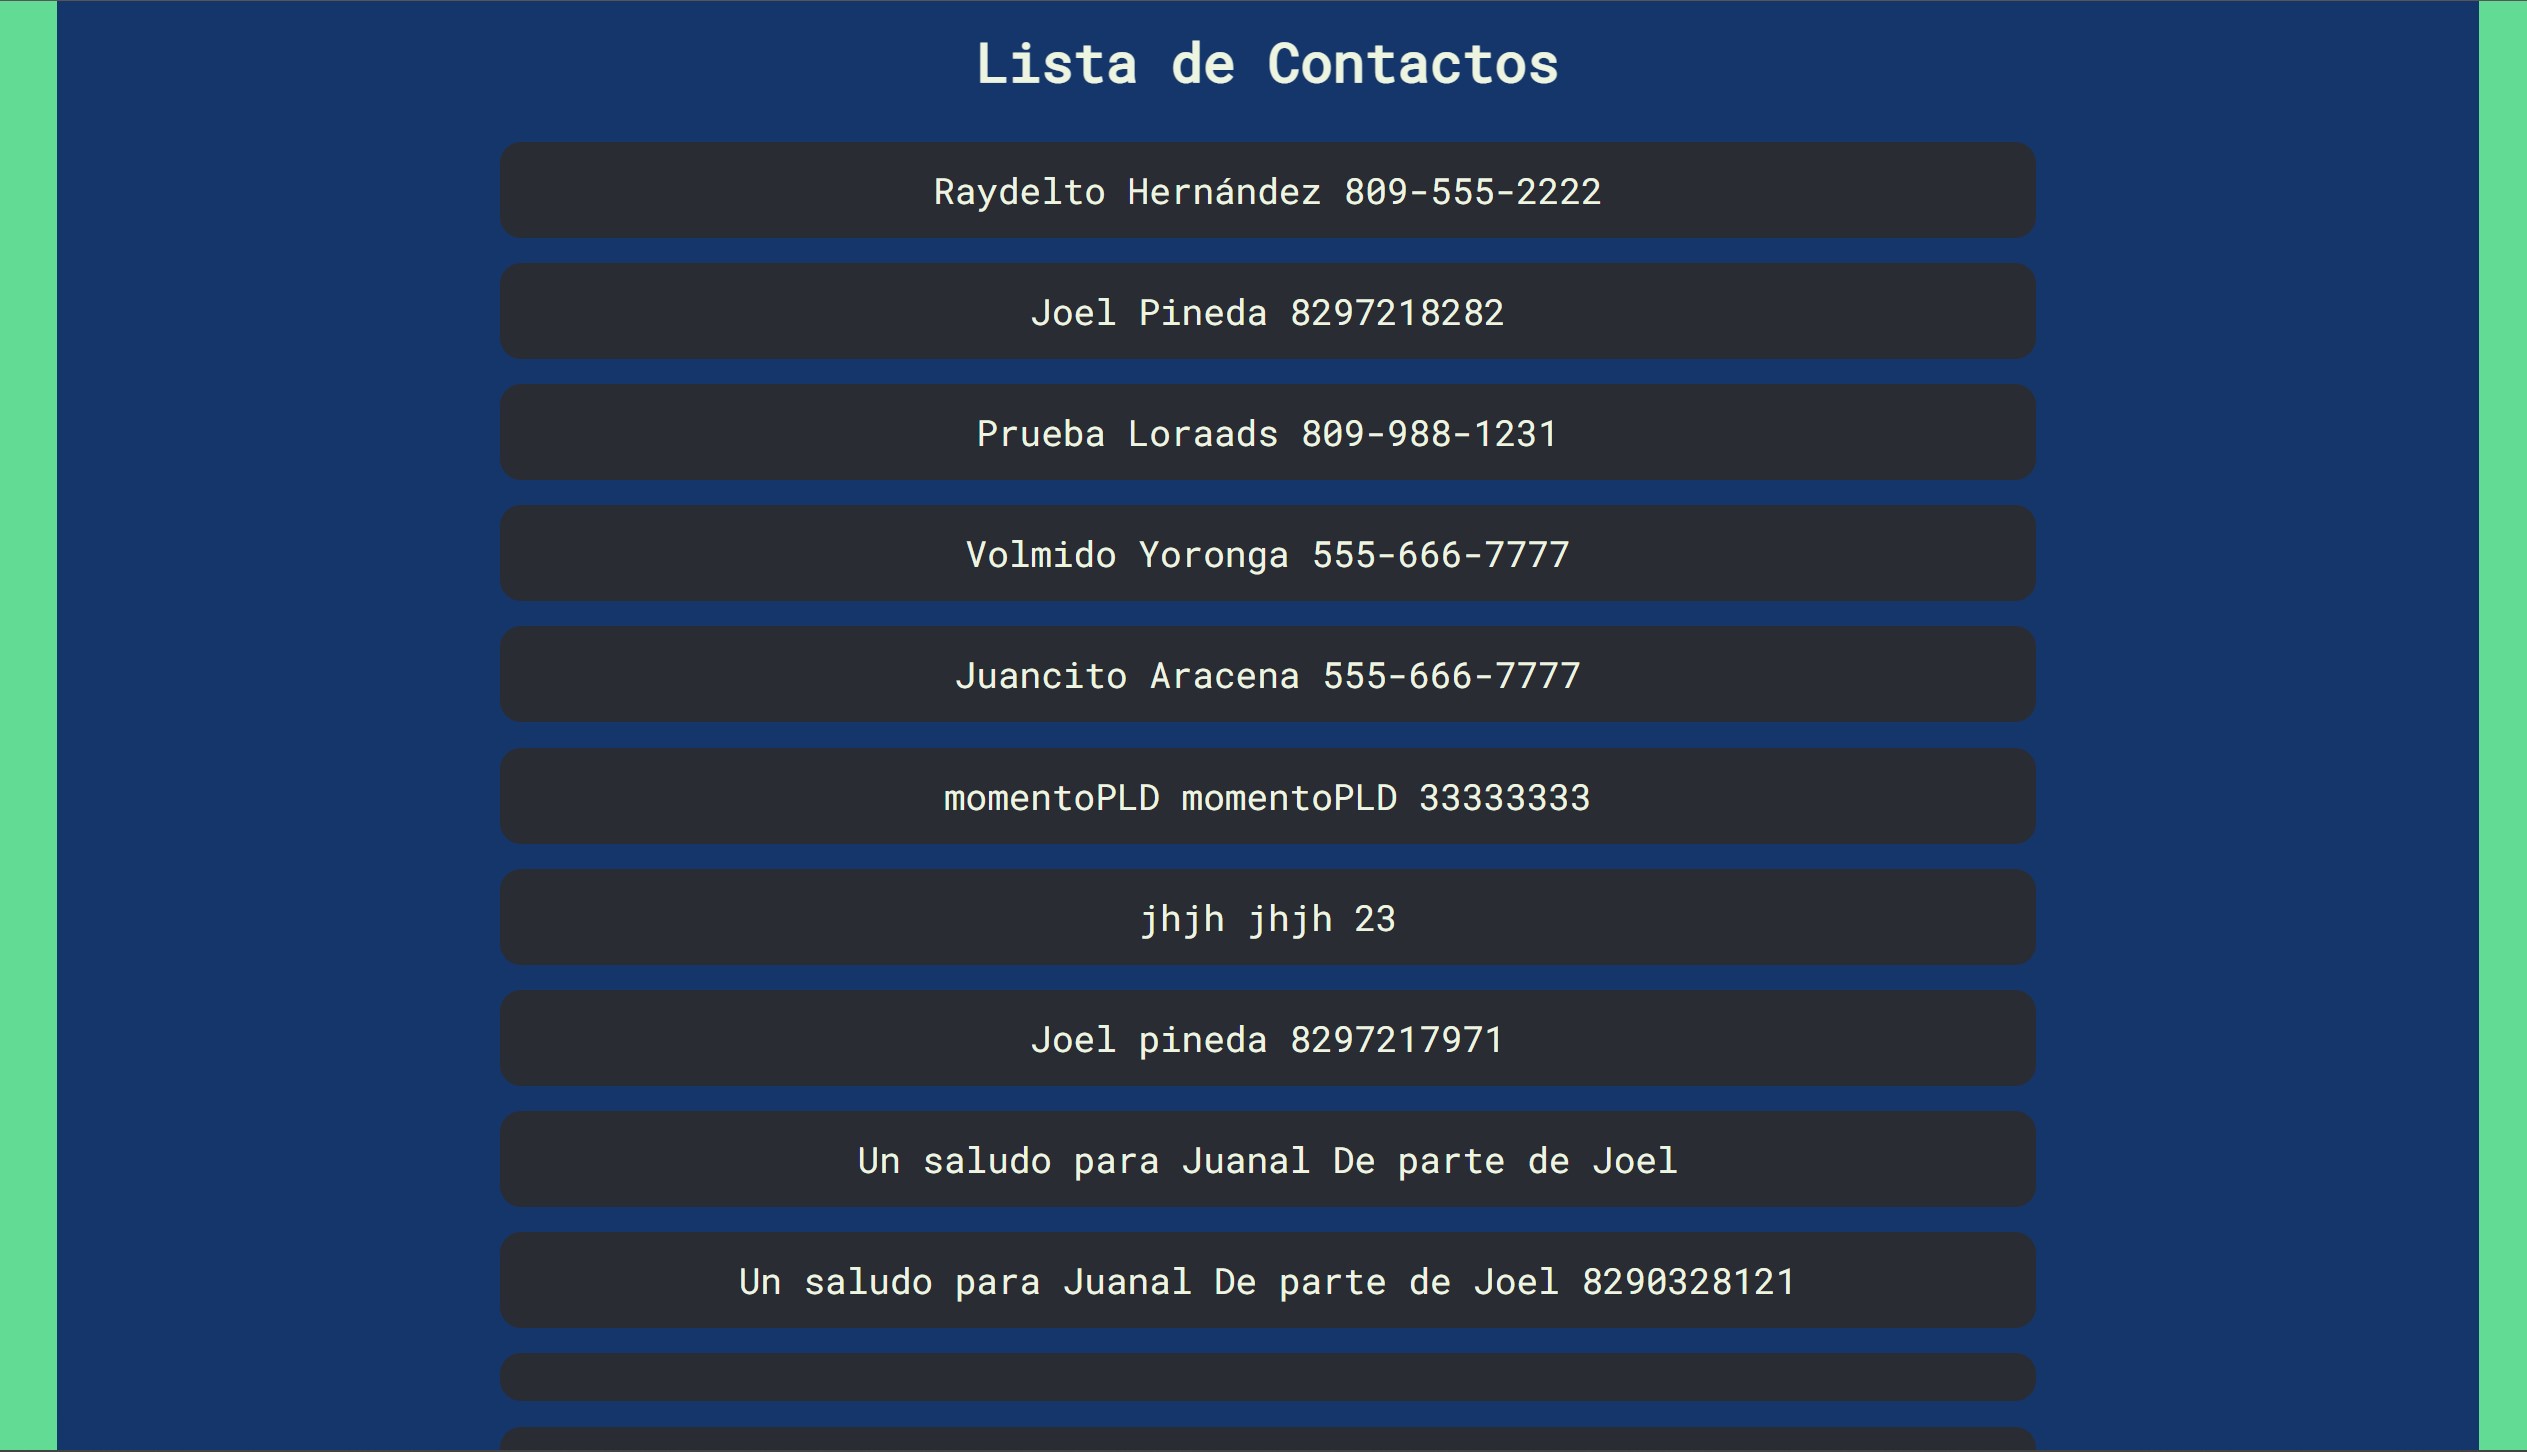 Lista de Contactos
Raydelto Hernández 809-555-2222
Joel Pineda 8297218282
Prueba Loraads 809-988-1231
Volmido Yoronga 555-666-7777
Juancito Aracena 555-666-7777
momentoPLD momentoPLD 33333333
jhjh jhjh 23
Joel pineda 8297217971
Un saludo para Juanal De parte de Joel
Un saludo para Juanal De parte de Joel 8290328121